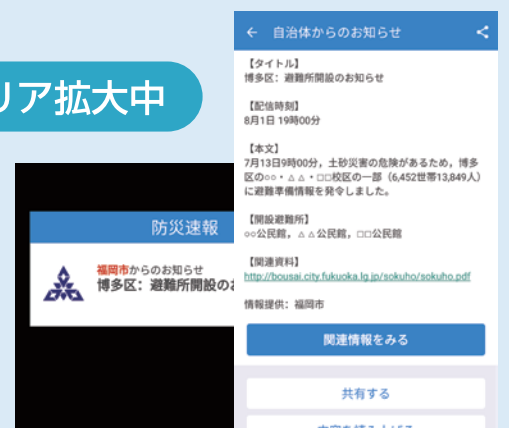 リア拡大中
防災速報
福岡市からのお知らせ
博多区：避難所開設のお
自治体からのお知らせ
【タイトル】
博多区：避難所開設のお知らせ
【配信時刻】
8月1日 19時00分
【本文】
7月13日9時00分，土砂災害の危険があるため，博多
区の○○・△△・□□校区の一部（6,452世帯13,849人）
に避難準備情報を発令しました。
【開設避難所】
○○公民館，△△公民館，□□公民館
【関連資料】
http://bousai.city.fukuoka.lg.jp/sokuho/sokuho.pdf
情報提供：福岡市
関連情報をみる
共有する